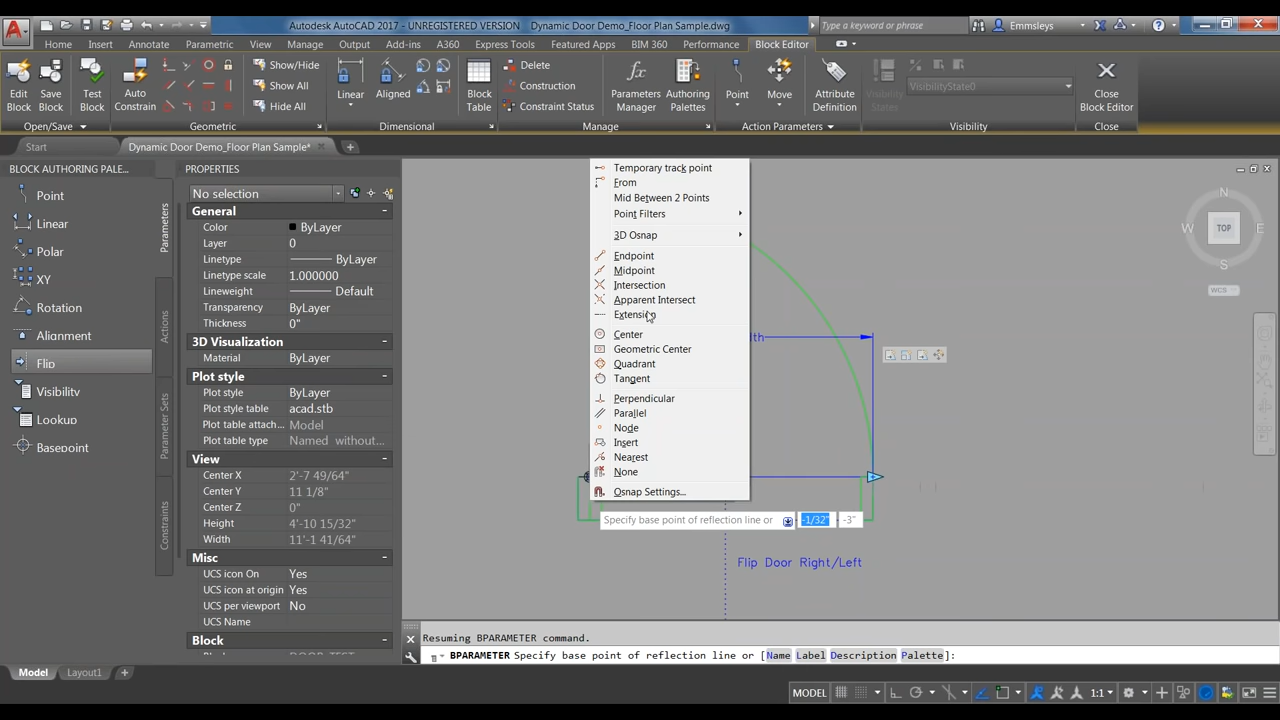 Autodesk AutoCAD 2017 - UNREGISTERED VERSION Dynamic Door Demo_Floor Plan Sample.dwg
Type a keyword or phrase
Emmsleys
Home Insert Annotate Parametric View Manage Output Add-ins A360 Express Tools Featured Apps BIM 360 Performance Block Editor
Edit Block
Save Block
Test Block
Auto Constrain
Show/Hide
Show All
Hide All
Linear
Aligned
Block Table
Delete
Construction
Constraint Status
Parameters Manager
Authoring Palettes
Point
Move
Attribute Definition
Visibility States
VisibilityState0
Close Block Editor
Open/Save Geometric Dimensional Manage Action Parameters Visibility Close
Start
Dynamic Door Demo_Floor Plan Sample*
BLOCK AUTHORING PALE...
Point
Linear
Polar
XY
Rotation
Alignment
Flip
Visibility
Lookup
Basepoint
Parameters
Actions
Parameter Sets
Constraints
PROPERTIES
No selection
General
Color ByLayer
Layer 0
Linetype ByLayer
Linetype scale 1.000000
Lineweight Default
Transparency ByLayer
Thickness 0"
3D Visualization
Material ByLayer
Plot style
Plot style ByLayer
Plot style table acad.stb
Plot table attach... Model
Plot table type Named without...
View
Center X 2'-7 49/64"
Center Y 11 1/8"
Center Z 0"
Height 4'-10 15/32"
Width 11'-1 41/64"
Misc
UCS icon On Yes
UCS icon at origin Yes
UCS per viewport No
UCS Name
Block
Temporary track point
From
Mid Between 2 Points
Point Filters
3D Osnap
Endpoint
Midpoint
Intersection
Apparent Intersect
Extension
Center
Geometric Center
Quadrant
Tangent
Perpendicular
Parallel
Node
Insert
Nearest
None
Osnap Settings...
N
W TOP E
S
WCS
Specify base point of reflection line or -1/32" -3"
Flip Door Right/Left
Resuming BPARAMETER command.
BPARAMETER Specify base point of reflection line or [Name Label Description Palette]:
Model Layout1
MODEL 1:1